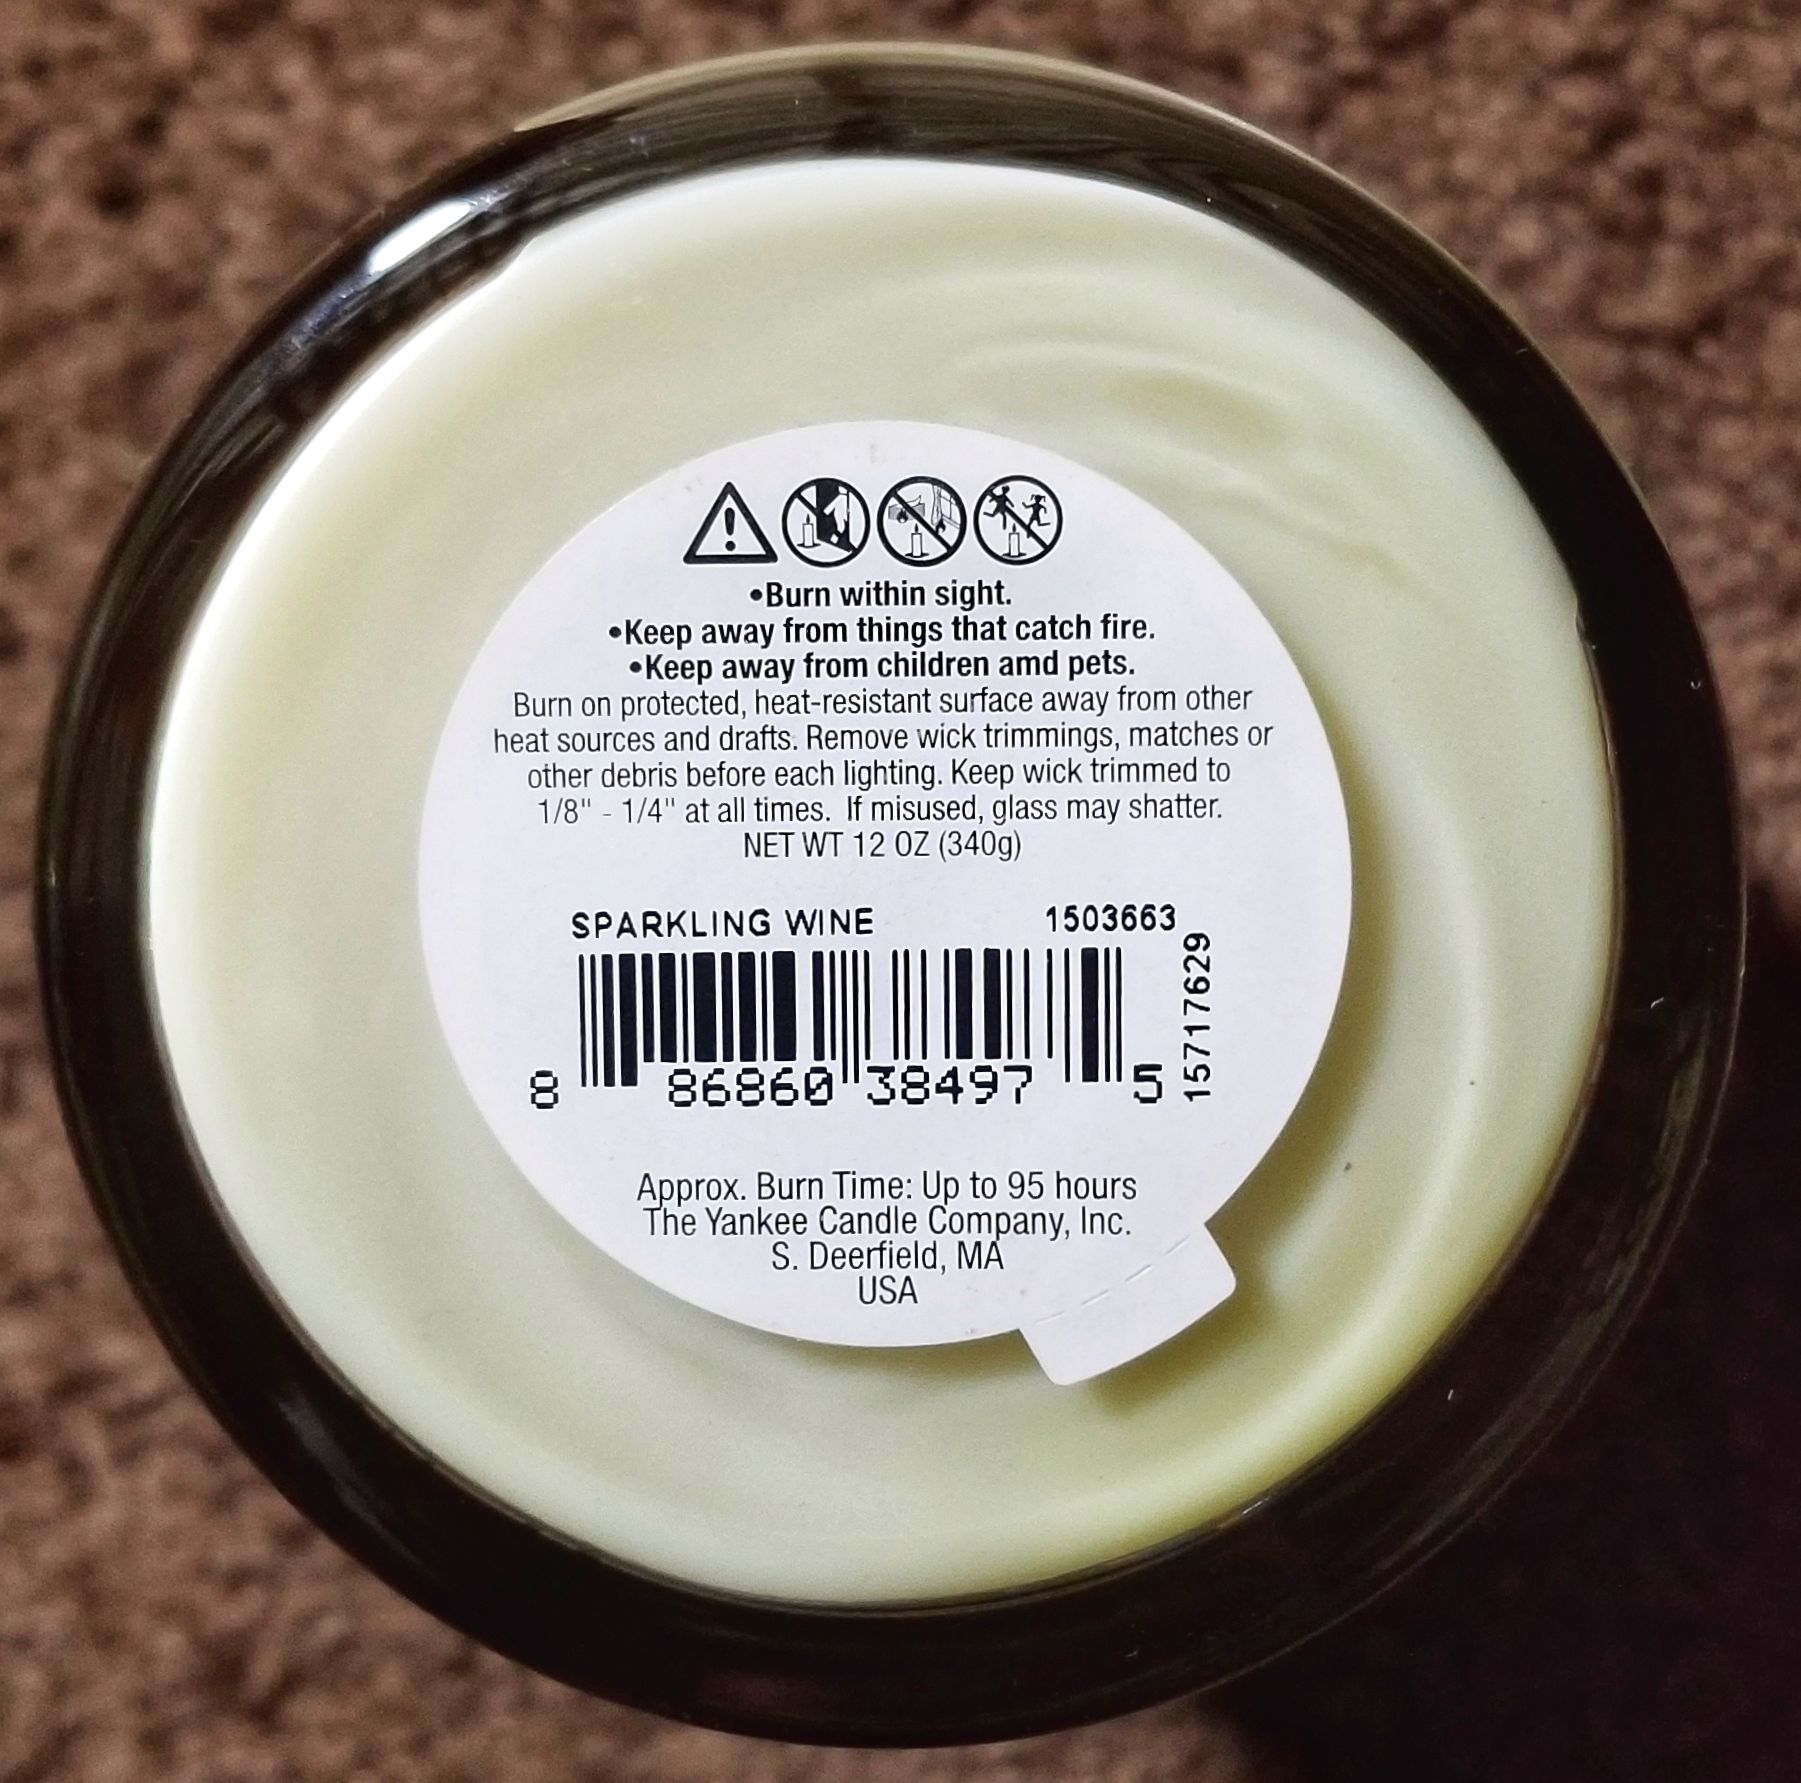 •Burn within sight.
•Keep away from things that catch fire.
•Keep away from children amd pets.
Burn on protected, heat-resistant surface away from other
heat sources and drafts. Remove wick trimmings, matches or
other debris before each lighting. Keep wick trimmed to
1/8" - 1/4" at all times. If misused, glass may shatter.
NET WT 12 OZ (340g)
SPARKLING WINE 1503663
15717629
8 86860 38497 5
Approx. Burn Time: Up to 95 hours
The Yankee Candle Company, Inc.
S. Deerfield, MA
USA